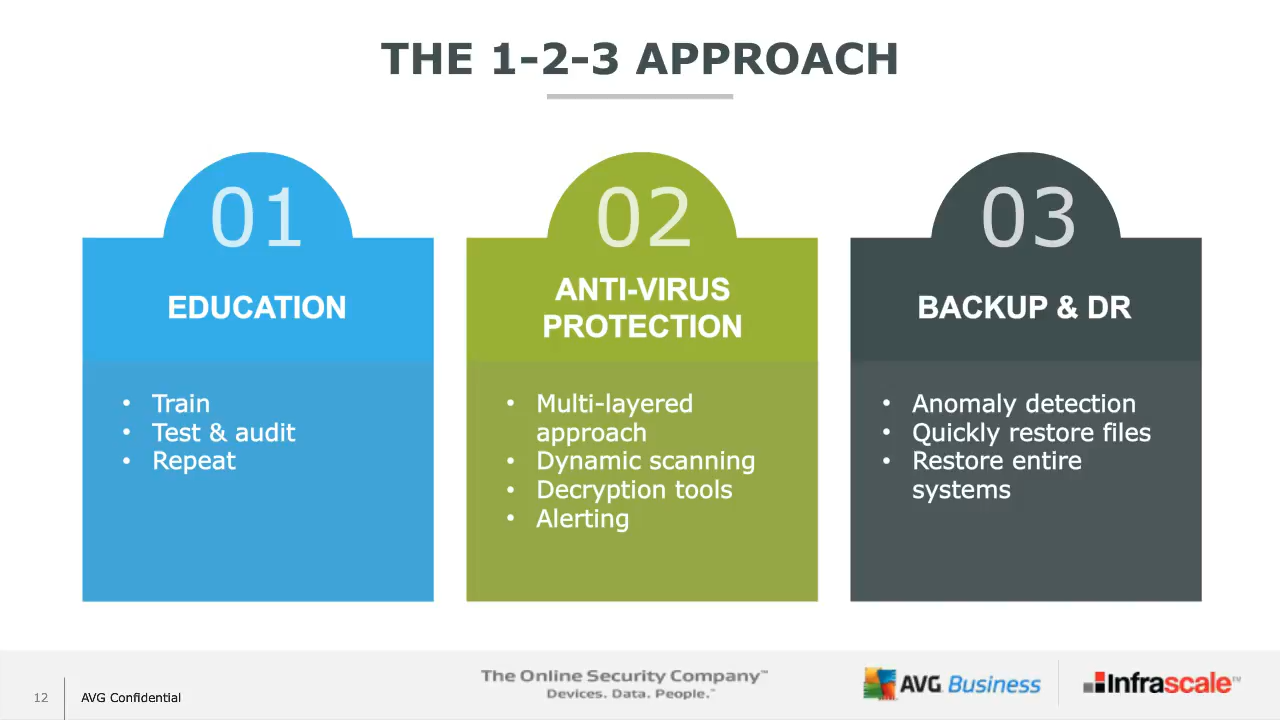 THE 1-2-3 APPROACH
01
EDUCATION
• Train
• Test & audit
• Repeat
02
ANTI-VIRUS
PROTECTION
• Multi-layered
approach
• Dynamic scanning
• Decryption tools
• Alerting
03
BACKUP & DR
• Anomaly detection
• Quickly restore files
• Restore entire
systems
12
AVG Confidential
The Online Security Company™
Devices. Data. People.™
AVG Business
Infrascale™